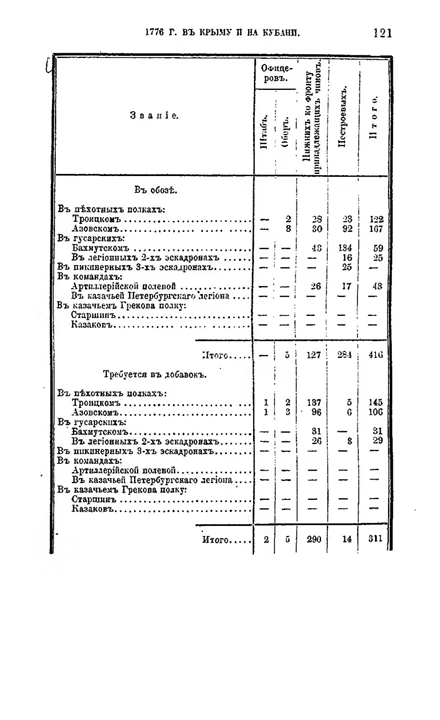 1776 Г. ВЪ КРЫМУ И НА КУБАНИ. 121
Званіе. Офицеровъ. Штабъ. Оберъ. Нижнихъ ко фронту принадлежащихъ чиновъ. Нестроевыхъ. Итого.
Въ обозѣ.
Въ пѣхотныхъ полкахъ:
Троицкомъ — 2 28 23 122
Азовскомъ — 3 30 92 167
Въ гусарскихъ:
Бахмутскомъ — — 43 134 59
Въ легіонныхъ 2-хъ эскадронахъ — — — 16 25
Въ пикинерныхъ 3-хъ эскадронахъ — — — 25 —
Въ командахъ:
Артиллерійской полевой — — 26 17 43
Въ казачьей Петербургскаго легіона — — — — —
Въ казачьемъ Грекова полку:
Старшинъ — — — — —
Казаковъ — — — — —
Итого — 5 127 284 416
Требуется въ добавокъ.
Въ пѣхотныхъ полкахъ:
Троицкомъ 1 2 137 5 145
Азовскомъ 1 3 96 6 106
Въ гусарскихъ:
Бахмутскомъ — — 31 — 31
Въ легіонныхъ 2-хъ эскадронахъ — — 26 3 29
Въ пикинерныхъ 3-хъ эскадронахъ — — — — —
Въ командахъ:
Артиллерійской полевой — — — — —
Въ казачьей Петербургскаго легіона — — — — —
Въ казачьемъ Грекова полку:
Старшинъ — — — — —
Казаковъ — — — — —
Итого 2 5 290 14 311